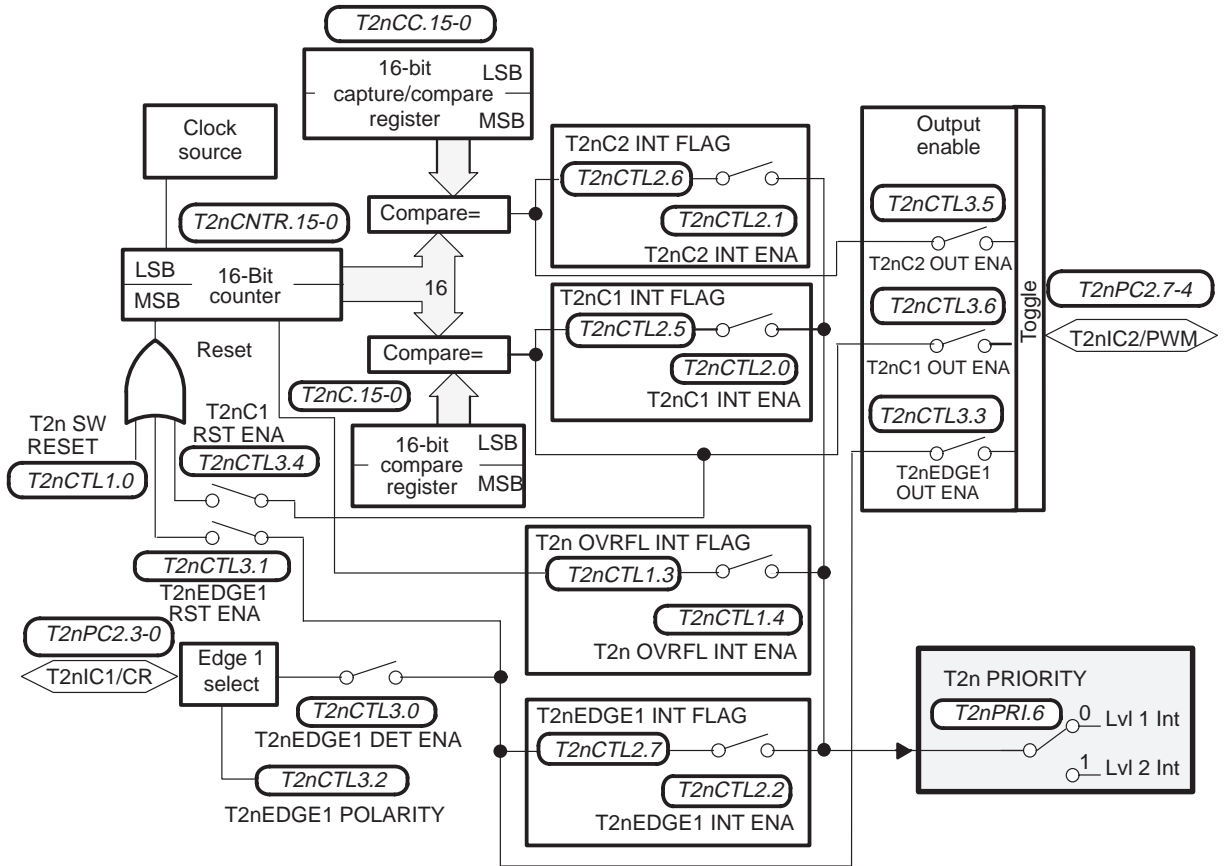 T2nCC.15-0
16-bit
capture/compare
register
LSB
MSB
Clock
source
T2nCNTR.15-0
Compare=
LSB
MSB
16-Bit
counter
16
T2nC2 INT FLAG
T2nCTL2.6
T2nCTL2.1
T2nC2 INT ENA
T2nC1 INT FLAG
T2nCTL2.5
T2nCTL2.0
T2nC1 INT ENA
Output
enable
T2nCTL3.5
T2nC2 OUT ENA
T2nCTL3.6
T2nC1 OUT ENA
T2nCTL3.3
T2nEDGE1
OUT ENA
Toggle
T2nPC2.7-4
T2nIC2/PWM
Reset
Compare=
T2nC.15-0
16-bit
compare
register
LSB
MSB
T2n SW
RESET
T2nCTL1.0
T2nC1
RST ENA
T2nCTL3.4
T2nCTL3.1
T2nEDGE1
RST ENA
T2n OVRFL INT FLAG
T2nCTL1.3
T2nCTL1.4
T2n OVRFL INT ENA
T2nPC2.3-0
T2nIC1/CR
Edge 1
select
T2nCTL3.0
T2nEDGE1 DET ENA
T2nCTL3.2
T2nEDGE1 POLARITY
T2nEDGE1 INT FLAG
T2nCTL2.7
T2nCTL2.2
T2nEDGE1 INT ENA
T2n PRIORITY
T2nPRI.6
0
Lvl 1 Int
1
Lvl 2 Int